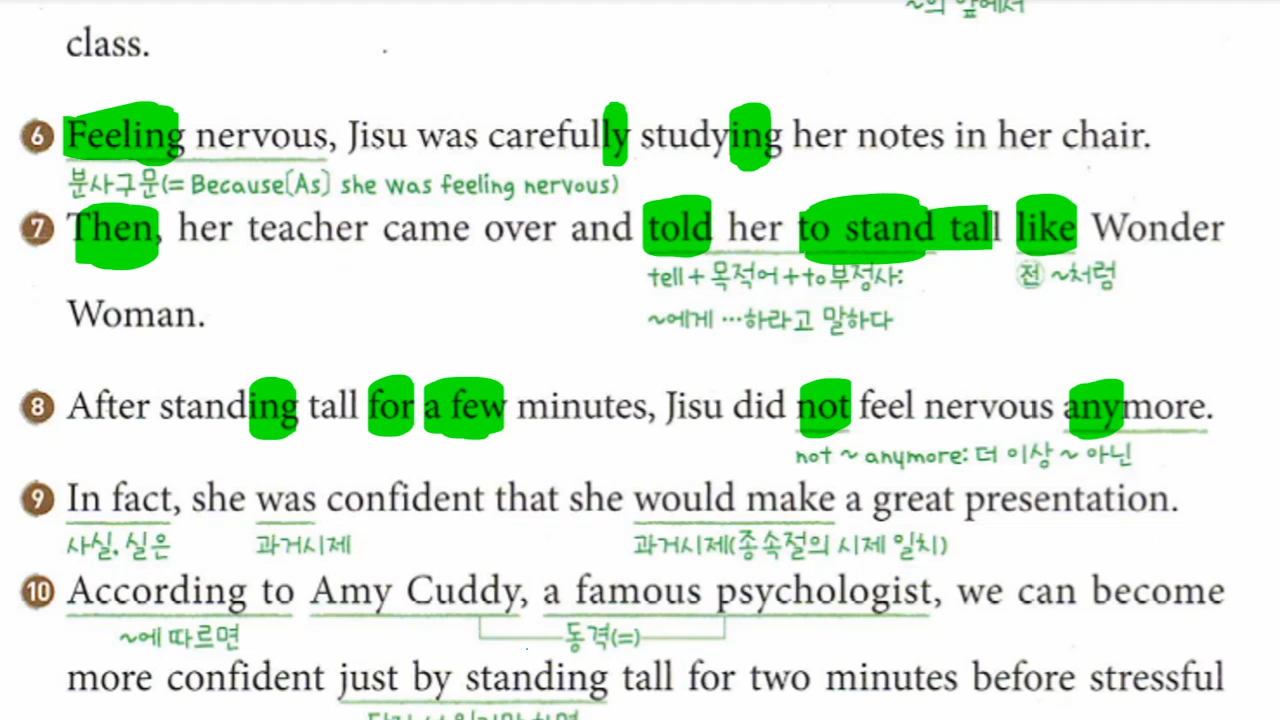 ~의 앞에서
class.
6 Feeling nervous, Jisu was carefully studying her notes in her chair.
분사구문(= Because[As] she was feeling nervous)
7 Then, her teacher came over and told her to stand tall like Wonder
tell+목적어+to부정사: 전 ~처럼
Woman.
~에게 …하라고 말하다
8 After standing tall for a few minutes, Jisu did not feel nervous anymore.
not ~ anymore: 더 이상 ~ 아닌
9 In fact, she was confident that she would make a great presentation.
사실, 실은 과거시제 과거시제(종속절의 시제 일치)
10 According to Amy Cuddy, a famous psychologist, we can become
~에 따르면 동격(=)
more confident just by standing tall for two minutes before stressful